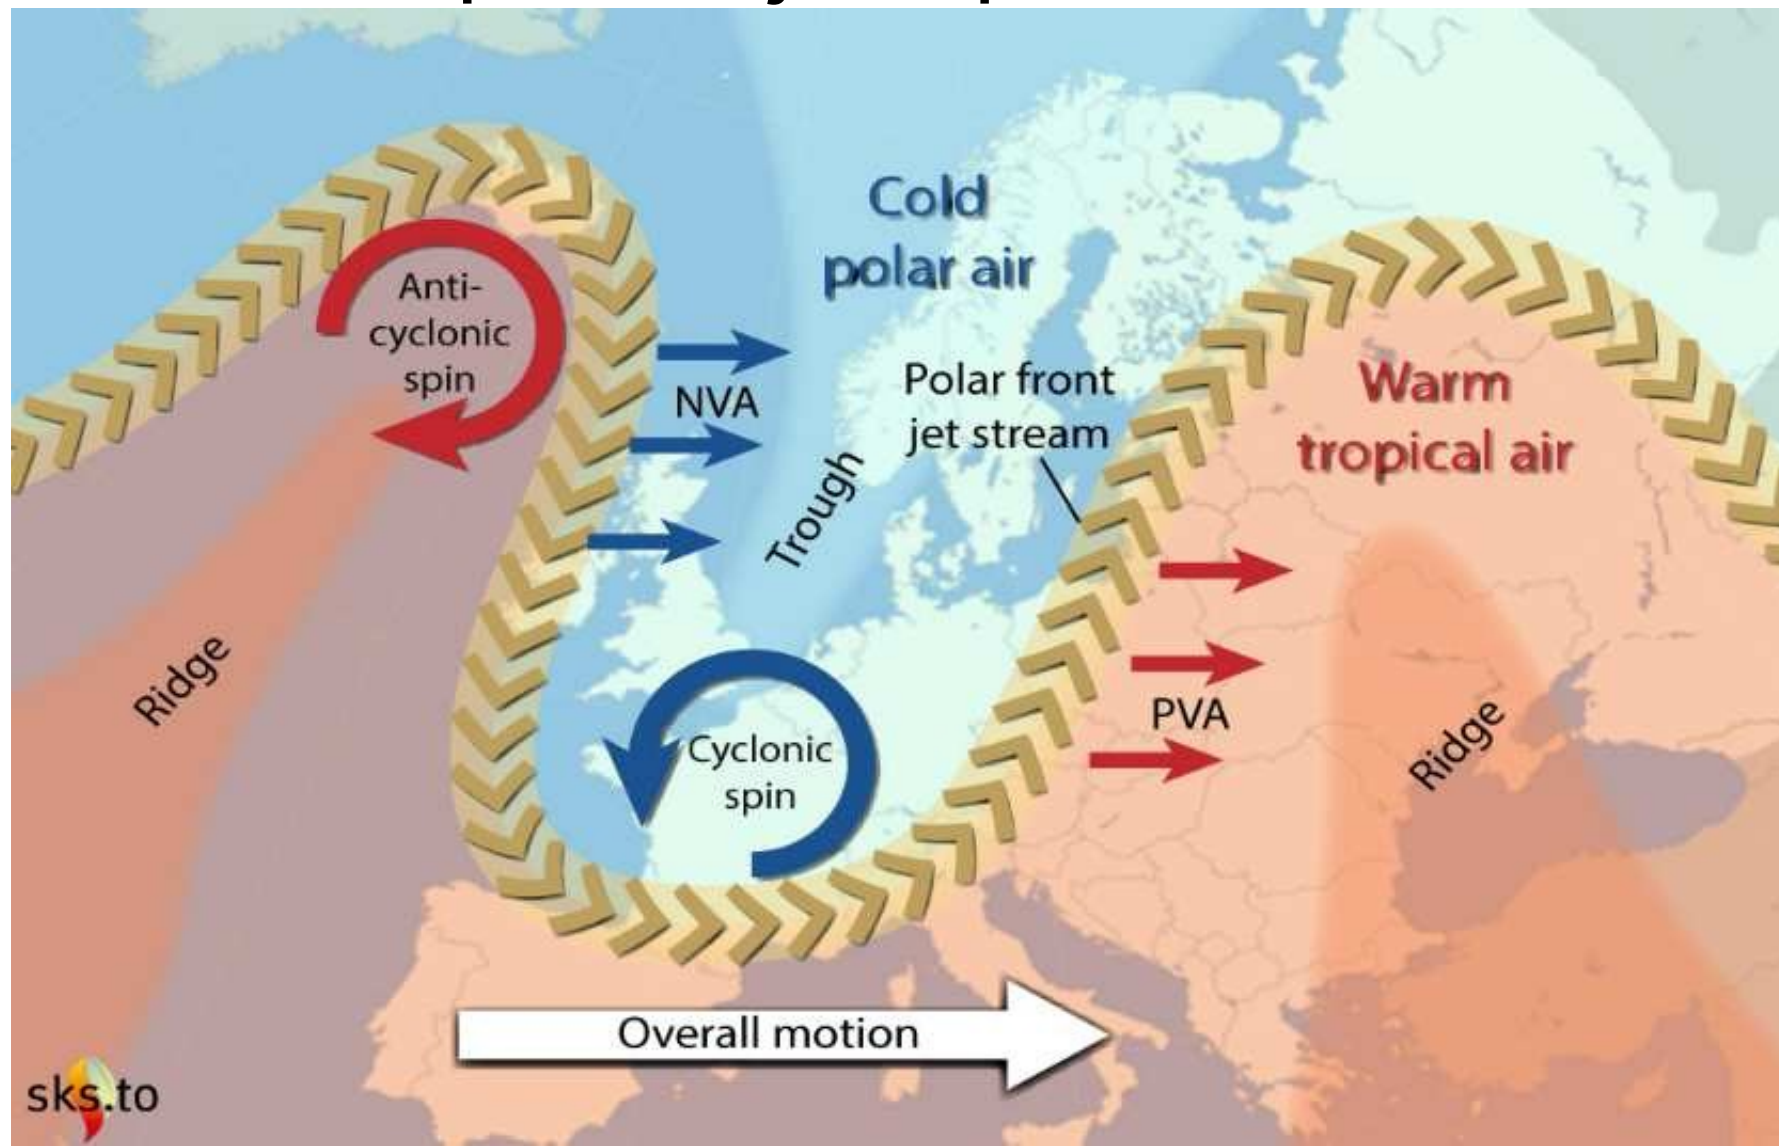 Cold
polar air
Anti-
cyclonic
spin
NVA
Polar front
jet stream
Warm
tropical air
Trough
Ridge
Cyclonic
spin
PVA
Ridge
Overall motion
sks.to